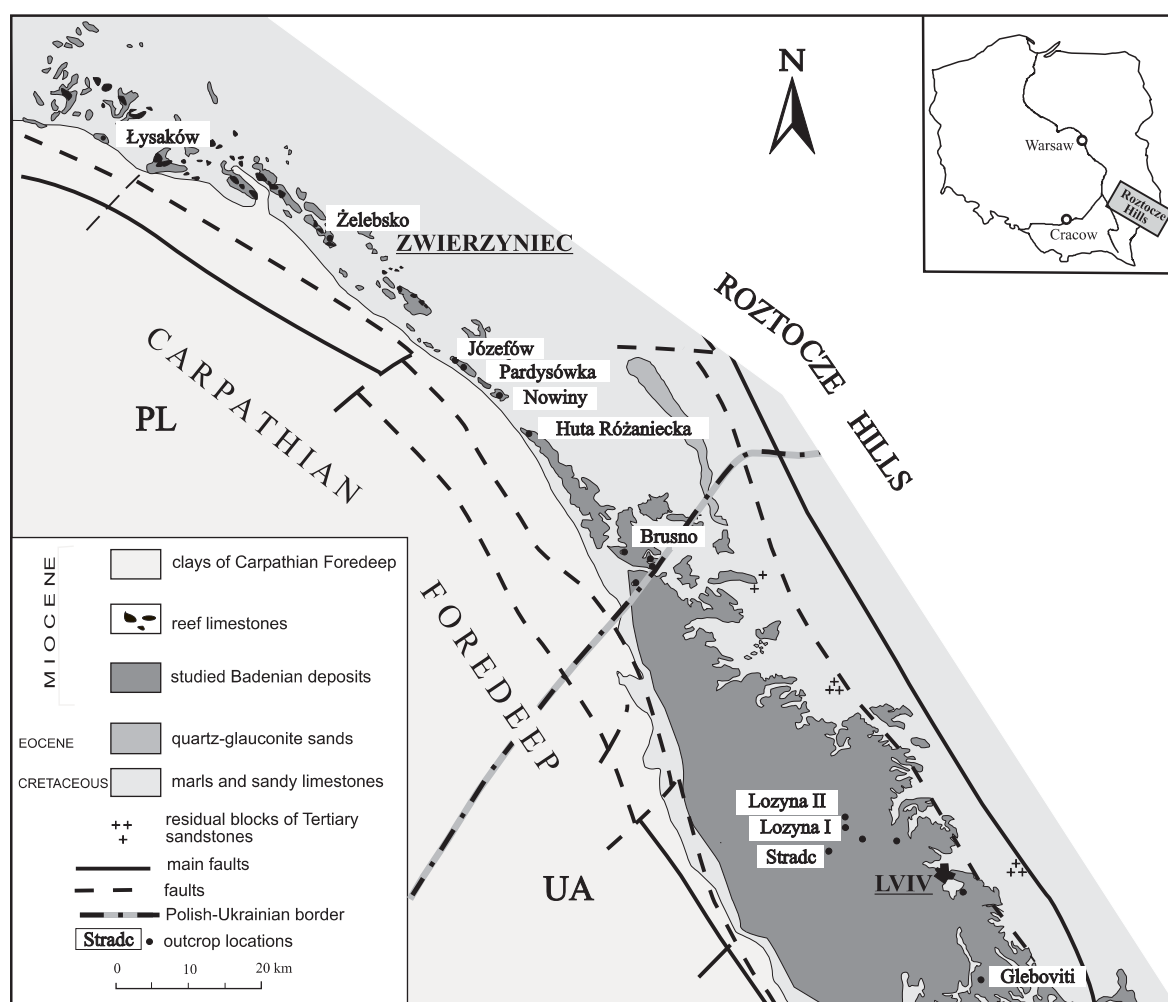 N
Warsaw
Roztocze
Hills
Cracow
Łysaków
Żelebsko
ZWIERZYNIEC
ROZTOCZE HILLS
Józefów
Pardysówka
Nowiny
Huta Różaniecka
Brusno
CARPATHIAN
FOREDEEP
PL
UA
Lozyna II
Lozyna I
Stradc
LVIV
Gleboviti
MIOCENE
clays of Carpathian Foredeep
reef limestones
studied Badenian deposits
EOCENE
quartz-glauconite sands
CRETACEOUS
marls and sandy limestones
residual blocks of Tertiary
sandstones
main faults
faults
Polish-Ukrainian border
Stradc
outcrop locations
0 10 20 km